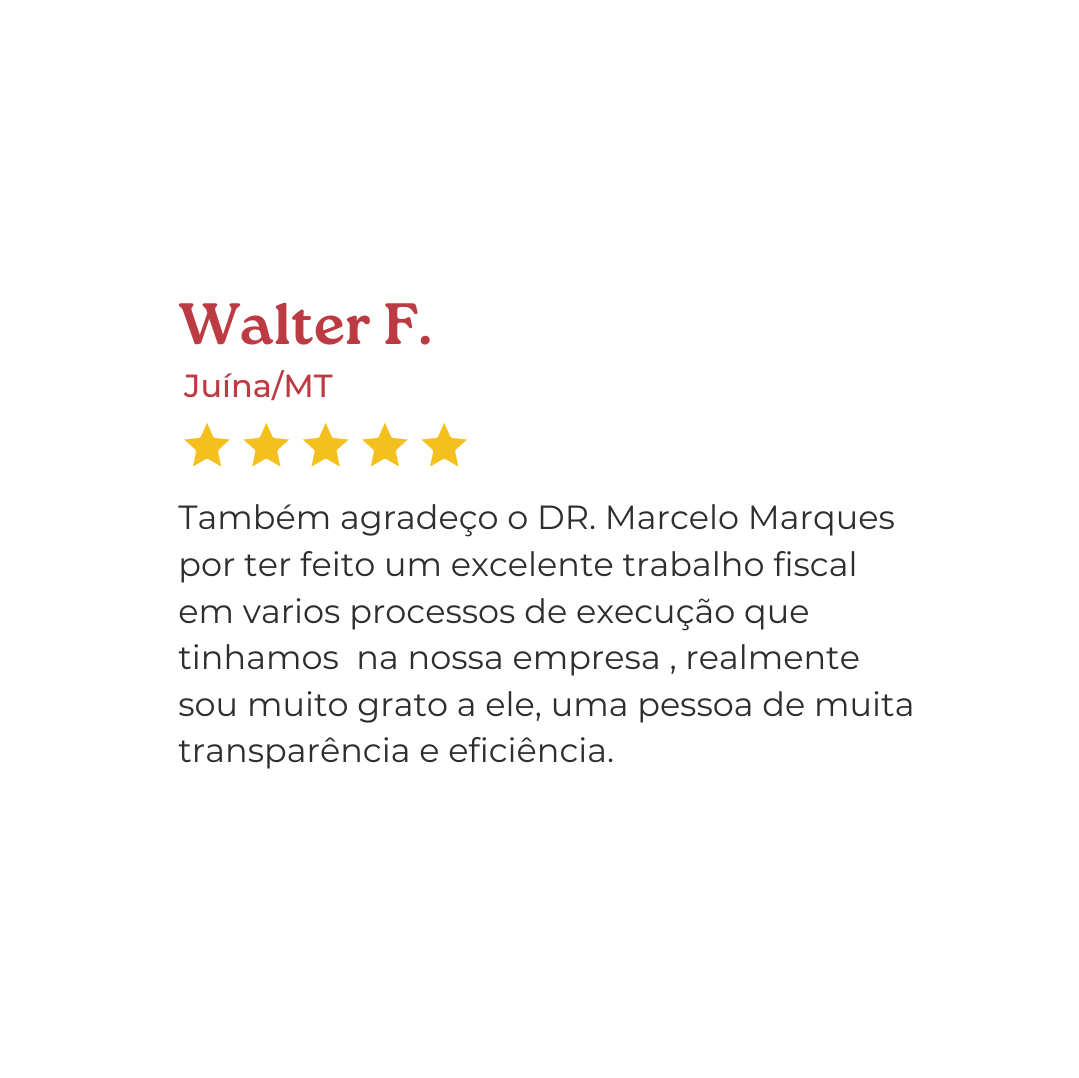 Walter F.
Juína/MT
Também agradeço o DR. Marcelo Marques
por ter feito um excelente trabalho fiscal
em varios processos de execução que
tinhamos  na nossa empresa , realmente
sou muito grato a ele, uma pessoa de muita
transparência e eficiência.